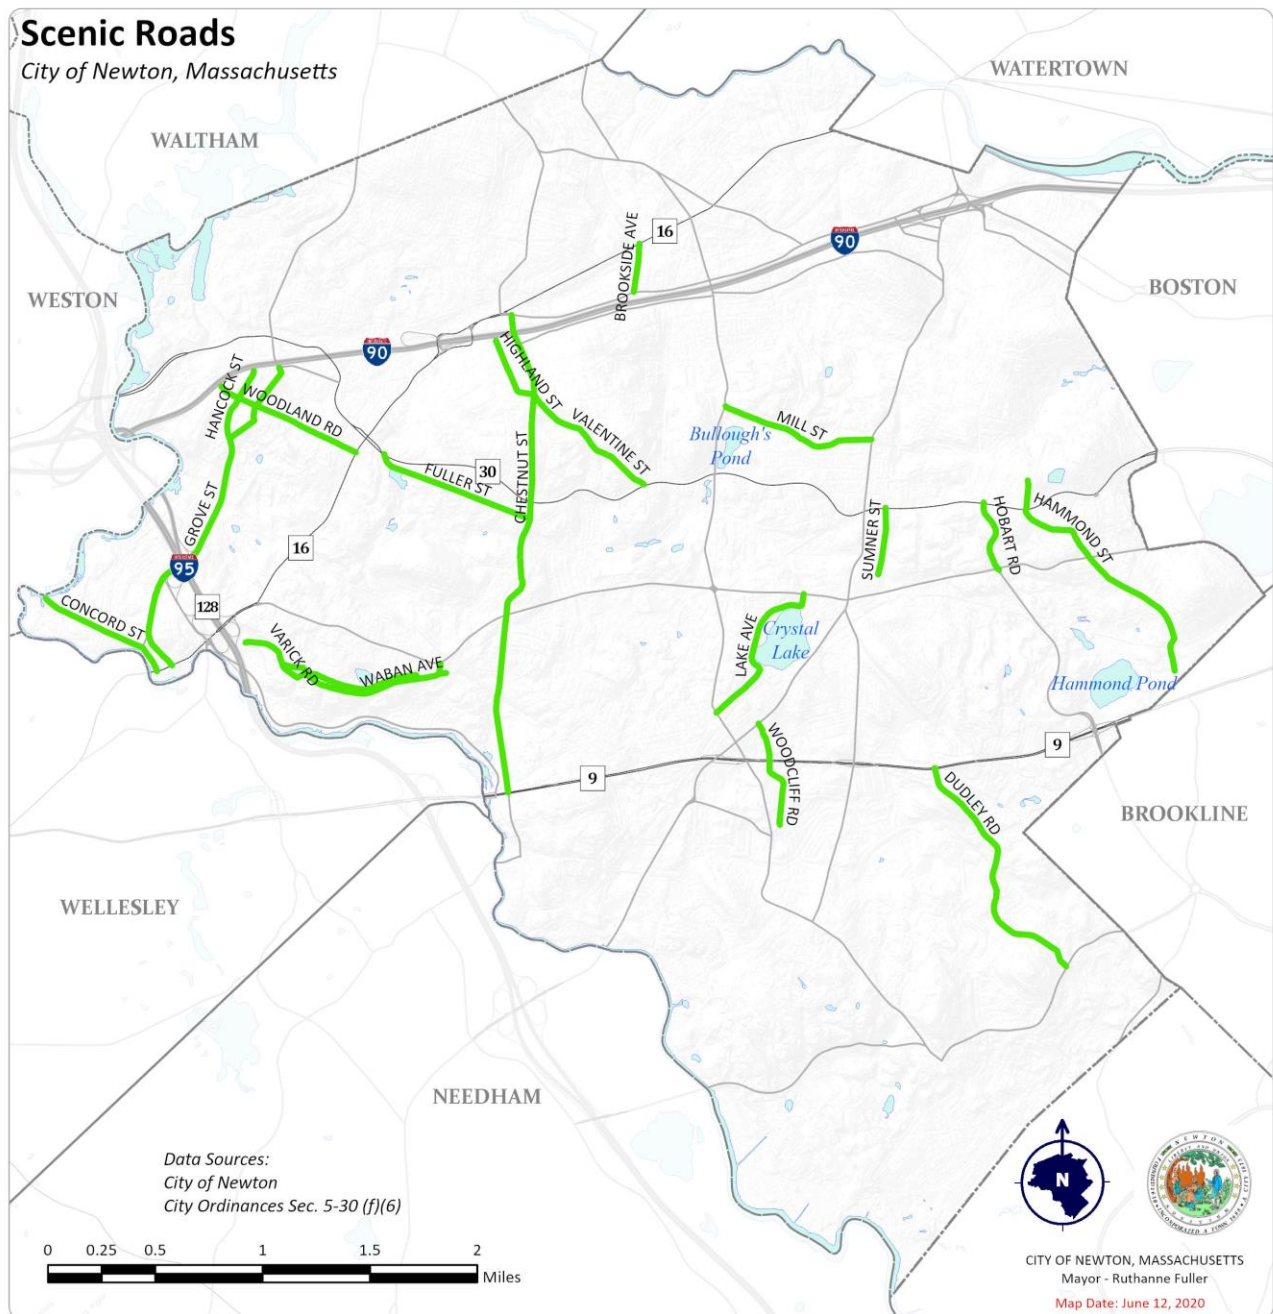 Scenic Roads
City of Newton, Massachusetts
WATERTOWN
WALTHAM
16
BROOKSIDE AVE
90
WESTON
BOSTON
90
HANCOCK ST
HIGHLAND ST
WOODLAND RD
VALENTINE ST
MILL ST
Bullough's
Pond
30
FULLER ST
CHESTNUT ST
GROVE ST
SUMNER ST
HOBART RD
HAMMOND ST
16
95
128
CONCORD ST
VARICK RD
WABAN AVE
LAKE AVE
Crystal
Lake
Hammond Pond
WOODCLIFF RD
9
9
DUDLEY RD
BROOKLINE
WELLESLEY
NEEDHAM
Data Sources:
City of Newton
City Ordinances Sec. 5-30 (f)(6)
0 0.25 0.5 1 1.5 2
Miles
N
NEWTON
LIBERTY AND UNION
CITY OF NEWTON, MASSACHUSETTS
Mayor - Ruthanne Fuller
Map Date: June 12, 2020